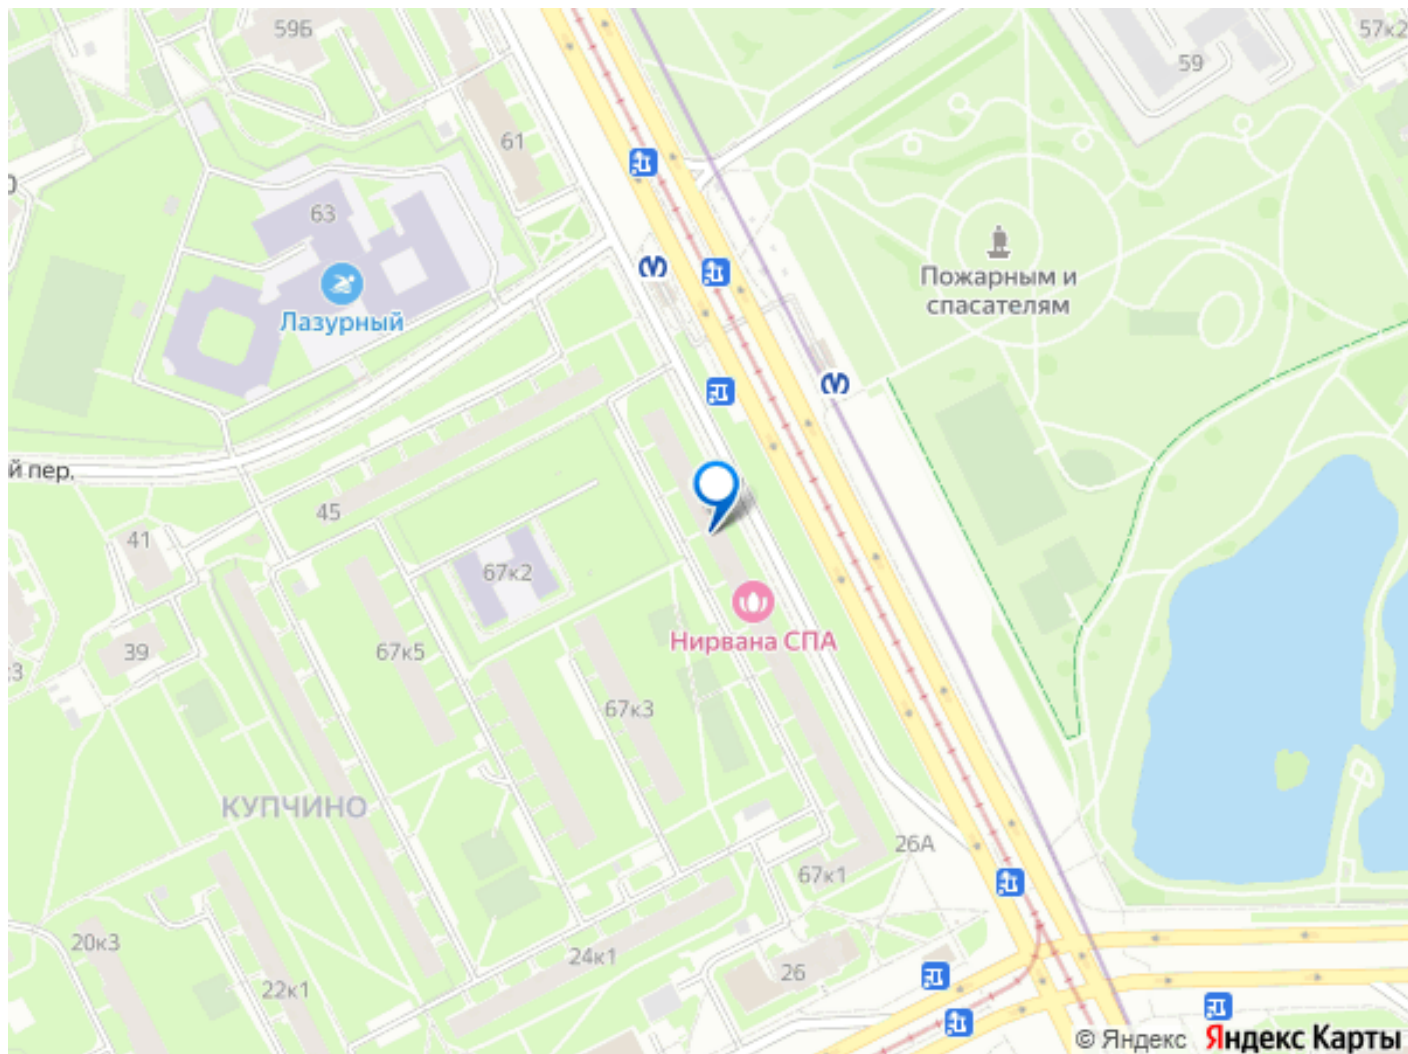 59Б
57к2
59
61
63
Лазурный
Пожарным и
спасателям
й пер.
45
41
67к2
39
67к5
Нирвана СПА
67к3
КУПЧИНО
26А
67к1
20к3
24к1
26
22к1
© Яндекс Яндекс Карты